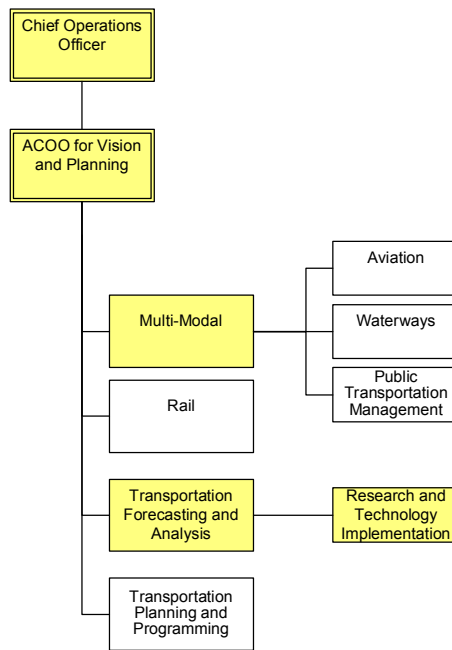 Chief Operations
Officer
ACOO for Vision
and Planning
Aviation
Multi-Modal
Waterways
Public
Transportation
Management
Rail
Transportation
Forecasting and
Analysis
Research and
Technology
Implementation
Transportation
Planning and
Programming